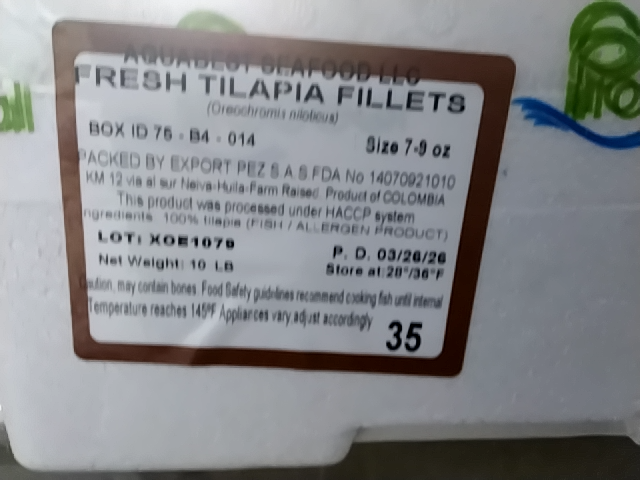 AQUABEST SEAFOOD LLC
FRESH TILAPIA FILLETS
(Oreochromis niloticus)
BOX ID 76 - B4 - 014 Size 7-9 oz
PACKED BY EXPORT PEZ S.A.S.FDA No 14070921010
KM 12 via al sur Neiva-Huila-Farm Raised Product of COLOMBIA
This product was processed under HACCP system
ngredients 100% tilapia (FISH / ALLERGEN PRODUCT)
LOT: XOE1079 P. D. 03/26/26
Net Weight: 10 LB Store at:28°/36°F
Caution, may contain bones. Food Safety guidelines recommend cooking fish until internal
Temperature reaches 145ºF Appliances vary,adjust accordingly
35